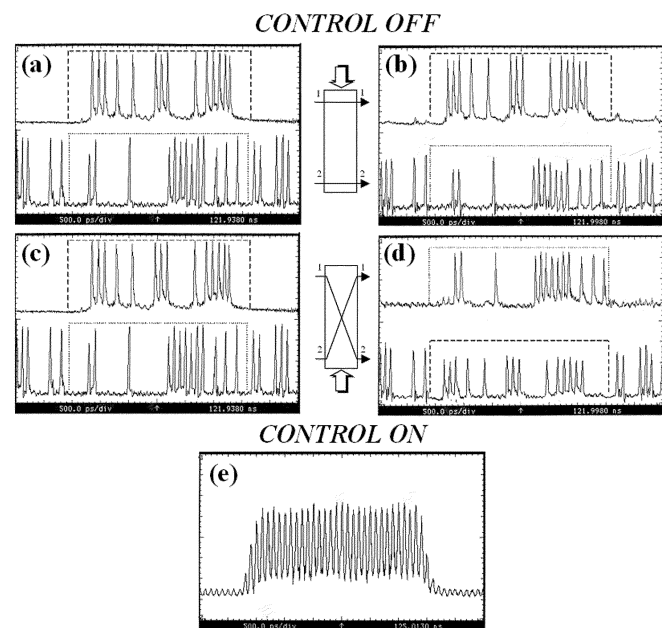 CONTROL OFF
(a)
500.0 ps/div
121.9380 ns
1 1
2 2
(b)
500.0 ps/div
121.9980 ns
(c)
500.0 ps/div
121.9380 ns
1 1
2 2
(d)
500.0 ps/div
121.9980 ns
CONTROL ON
(e)
500.0 ps/div
125.0130 ns